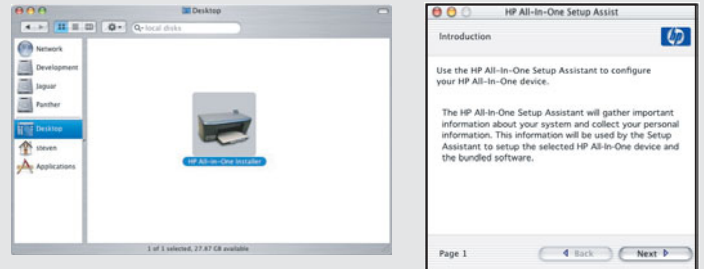 Desktop
local disks
Network
Development
Jaguar
Panther
Desktop
steven
Applications
HP All-in-One Installer
1 of 1 selected, 27.67 GB available
HP All-In-One Setup Assist
Introduction
hp
Use the HP All-In-One Setup Assistant to configure
your HP All-In-One device.
The HP All-In-One Setup Assistant will gather important
information about your system and collect your personal
information. This information will be used by the Setup
Assistant to setup the selected HP All-In-One device and
the bundled software.
Page 1
Back
Next